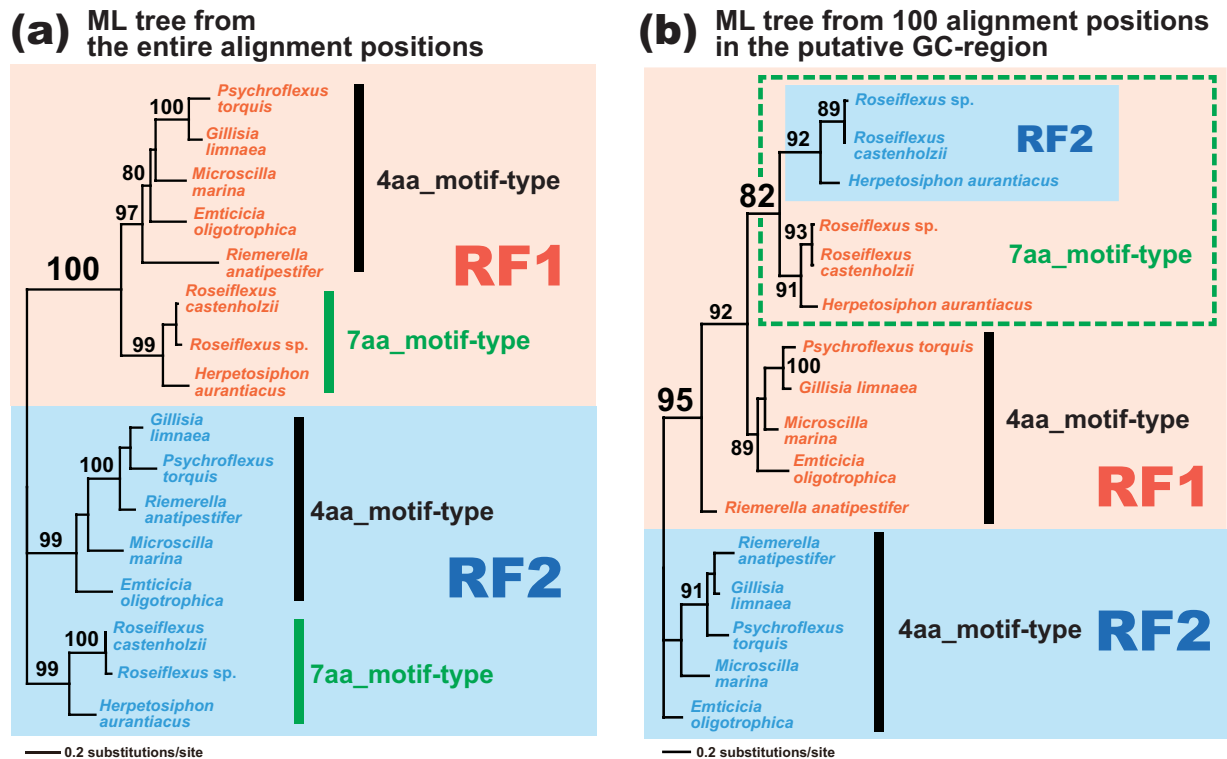 (a) ML tree from
the entire alignment positions
100
Psychroflexus
torquis
Gillisia
limnaea
80
Microscilla
marina
97
Emticicia
oligotrophica
Riemerella
anatipestifer
4aa_motif-type
RF1
100
Roseiflexus
castenholzii
99
Roseiflexus sp.
Herpetosiphon
aurantiacus
7aa_motif-type
Gillisia
limnaea
100
Psychroflexus
torquis
Riemerella
anatipestifer
99
Microscilla
marina
Emticicia
oligotrophica
4aa_motif-type
RF2
Roseiflexus
castenholzii
100
99
Roseiflexus sp.
Herpetosiphon
aurantiacus
7aa_motif-type
0.2 substitutions/site
(b) ML tree from 100 alignment positions
in the putative GC-region
89
Roseiflexus sp.
92
Roseiflexus
castenholzii
RF2
Herpetosiphon aurantiacus
82
Roseiflexus sp.
93
Roseiflexus
castenholzii
7aa_motif-type
91
Herpetosiphon aurantiacus
92
Psychroflexus torquis
100
Gillisia limnaea
95
Microscilla
marina
89
Emticicia
oligotrophica
4aa_motif-type
RF1
Riemerella anatipestifer
Riemerella
anatipestifer
91
Gillisia
limnaea
Psychroflexus
torquis
4aa_motif-type
RF2
Microscilla
marina
Emticicia
oligotrophica
0.2 substitutions/site